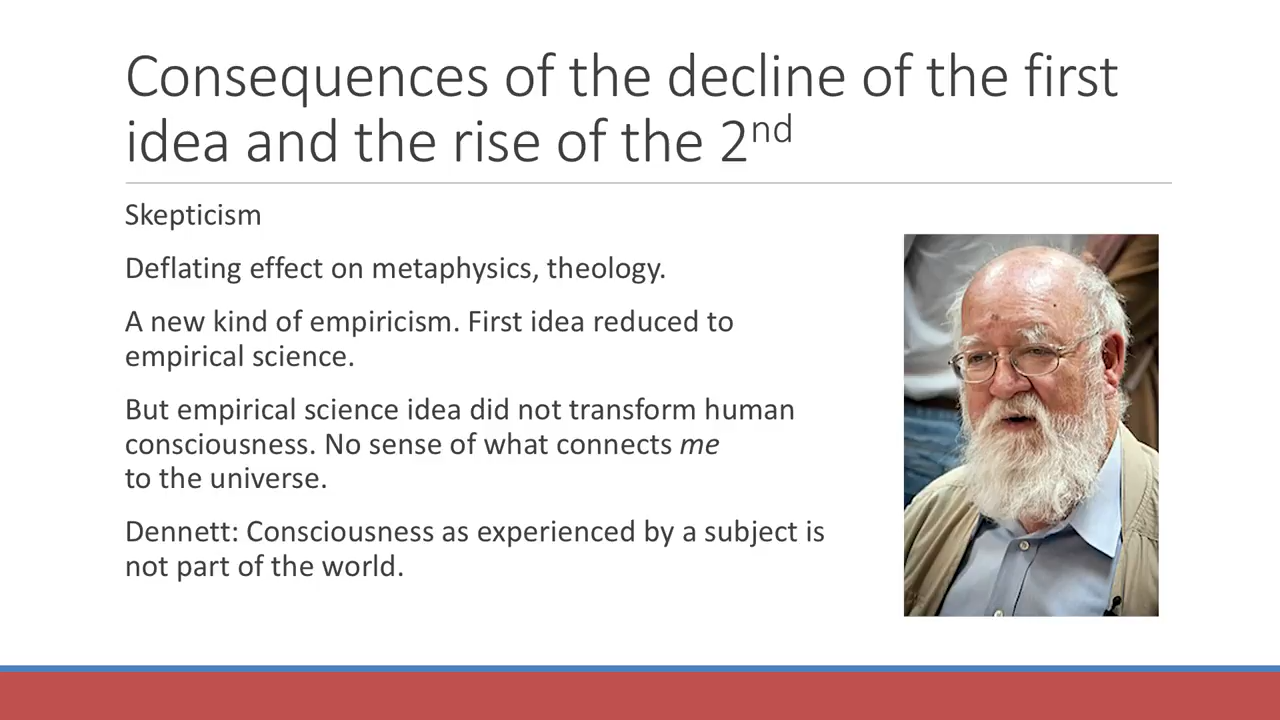 Consequences of the decline of the first
idea and the rise of the 2nd
Skepticism
Deflating effect on metaphysics, theology.
A new kind of empiricism. First idea reduced to
empirical science.
But empirical science idea did not transform human
consciousness. No sense of what connects me
to the universe.
Dennett: Consciousness as experienced by a subject is
not part of the world.